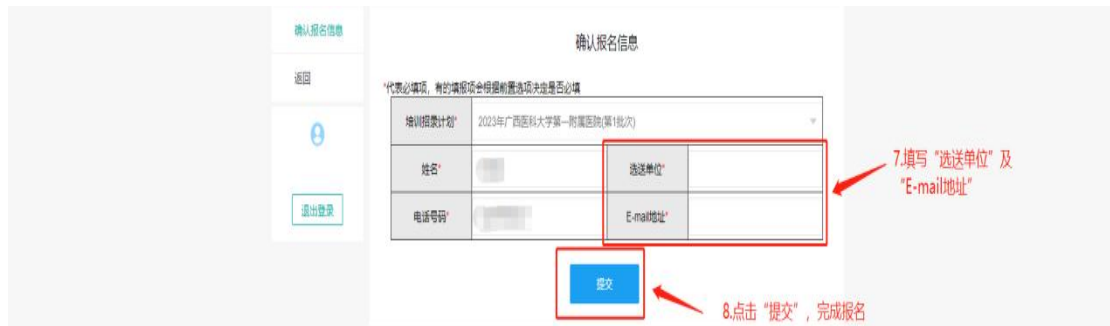 确认报名信息
返回
退出登录
确认报名信息
*代表必填项，有的填报项会根据前置选项决定是否必填
培训招录计划* 2023年广西医科大学第一附属医院(第1批次)
姓名* 选送单位*
电话号码* E-mail地址*
提交
7.填写“选送单位”及
“E-mail地址”
8.点击“提交”，完成报名